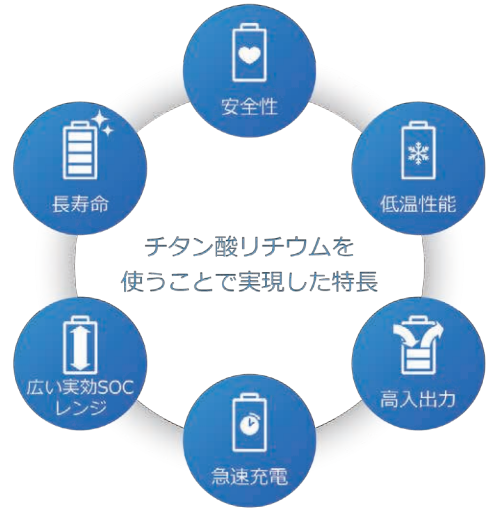 安全性
長寿命
低温性能
チタン酸リチウムを
使うことで実現した特長
広い実効SOC
レンジ
高入出力
急速充電